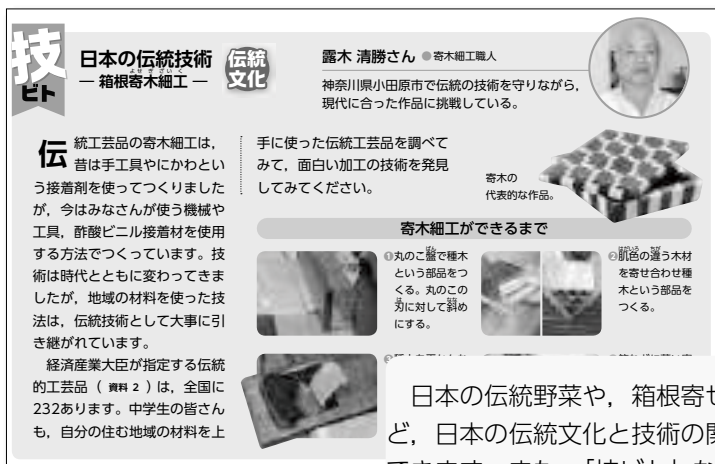 技
ビト
日本の伝統技術
よせぎざいく
― 箱根寄木細工 ―
伝統
文化
露木 清勝さん ●寄木細工職人
神奈川県小田原市で伝統の技術を守りながら，
現代に合った作品に挑戦している。
伝統工芸品の寄木細工は，
昔は手工具やにかわとい
う接着剤を使ってつくりました
が，今はみなさんが使う機械や
工具，酢酸ビニル接着材を使用
する方法でつくっています。技
術は時代とともに変わってきま
したが，地域の材料を使った技
法は，伝統技術として大事に引
き継がれています。
経済産業大臣が指定する伝統
的工芸品（ 資料 2 ）は，全国に
232あります。中学生の皆さん
も，自分の住む地域の材料を上
手に使った伝統工芸品を調べて
みて，面白い加工の技術を発見
してみてください。
寄木の
代表的な作品。
寄木細工ができるまで
❶丸のこ盤で種木
という部品をつ
くる。丸のこの
刃に対して斜め
にする。
❷肌色の違う木材
を寄せ合わせ種
木という部品を
つくる。
日本の伝統野菜や，箱根寄せ
ど，日本の伝統文化と技術の関